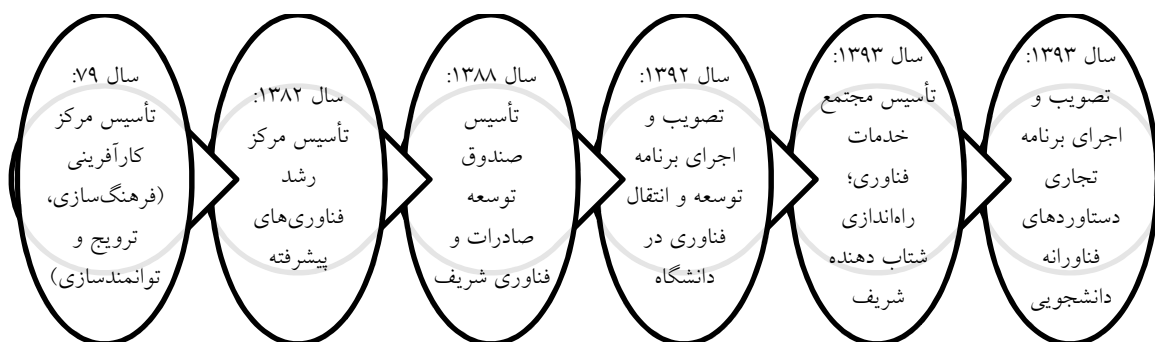 سال ۷۹:
تأسیس مرکز
کارآفرینی
(فرهنگ‌سازی،
ترویج و
توانمندسازی)
سال ۱۳۸۲:
تأسیس مرکز
رشد
فناوری‌های
پیشرفته
سال ۱۳۸۸:
تأسیس
صندوق
توسعه
صادرات و
فناوری شریف
سال ۱۳۹۲:
تصویب و
اجرای برنامه
توسعه و انتقال
فناوری در
دانشگاه
سال ۱۳۹۳:
تأسیس مجتمع
خدمات
فناوری؛
راه‌اندازی
شتاب دهنده
شریف
سال ۱۳۹۳:
تصویب و
اجرای برنامه
تجاری
دستاوردهای
فناورانه
دانشجویی